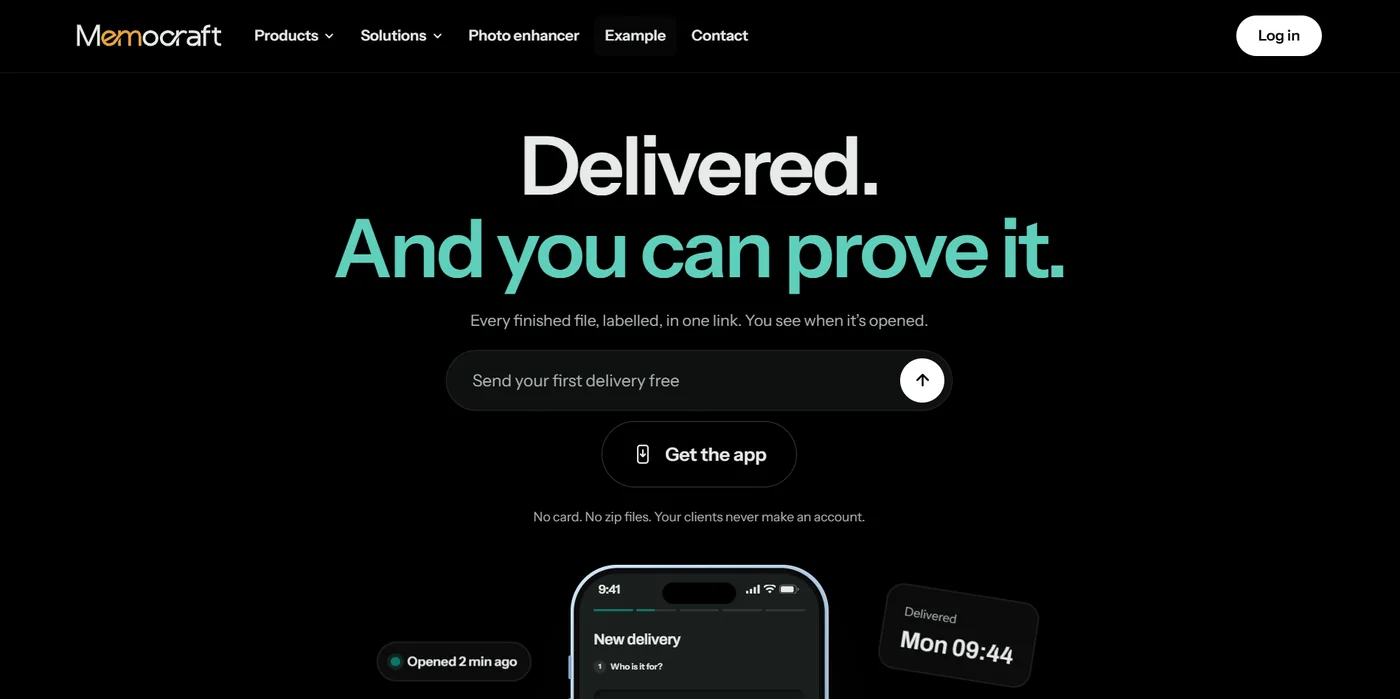 Memocraft
Products
Solutions
Photo enhancer
Example
Contact
Log in
Delivered.
And you can prove it.
Every finished file, labelled, in one link. You see when it’s opened.
Send your first delivery free
Get the app
No card. No zip files. Your clients never make an account.
9:41
New delivery
1 Who is it for?
Opened 2 min ago
Delivered
Mon 09:44